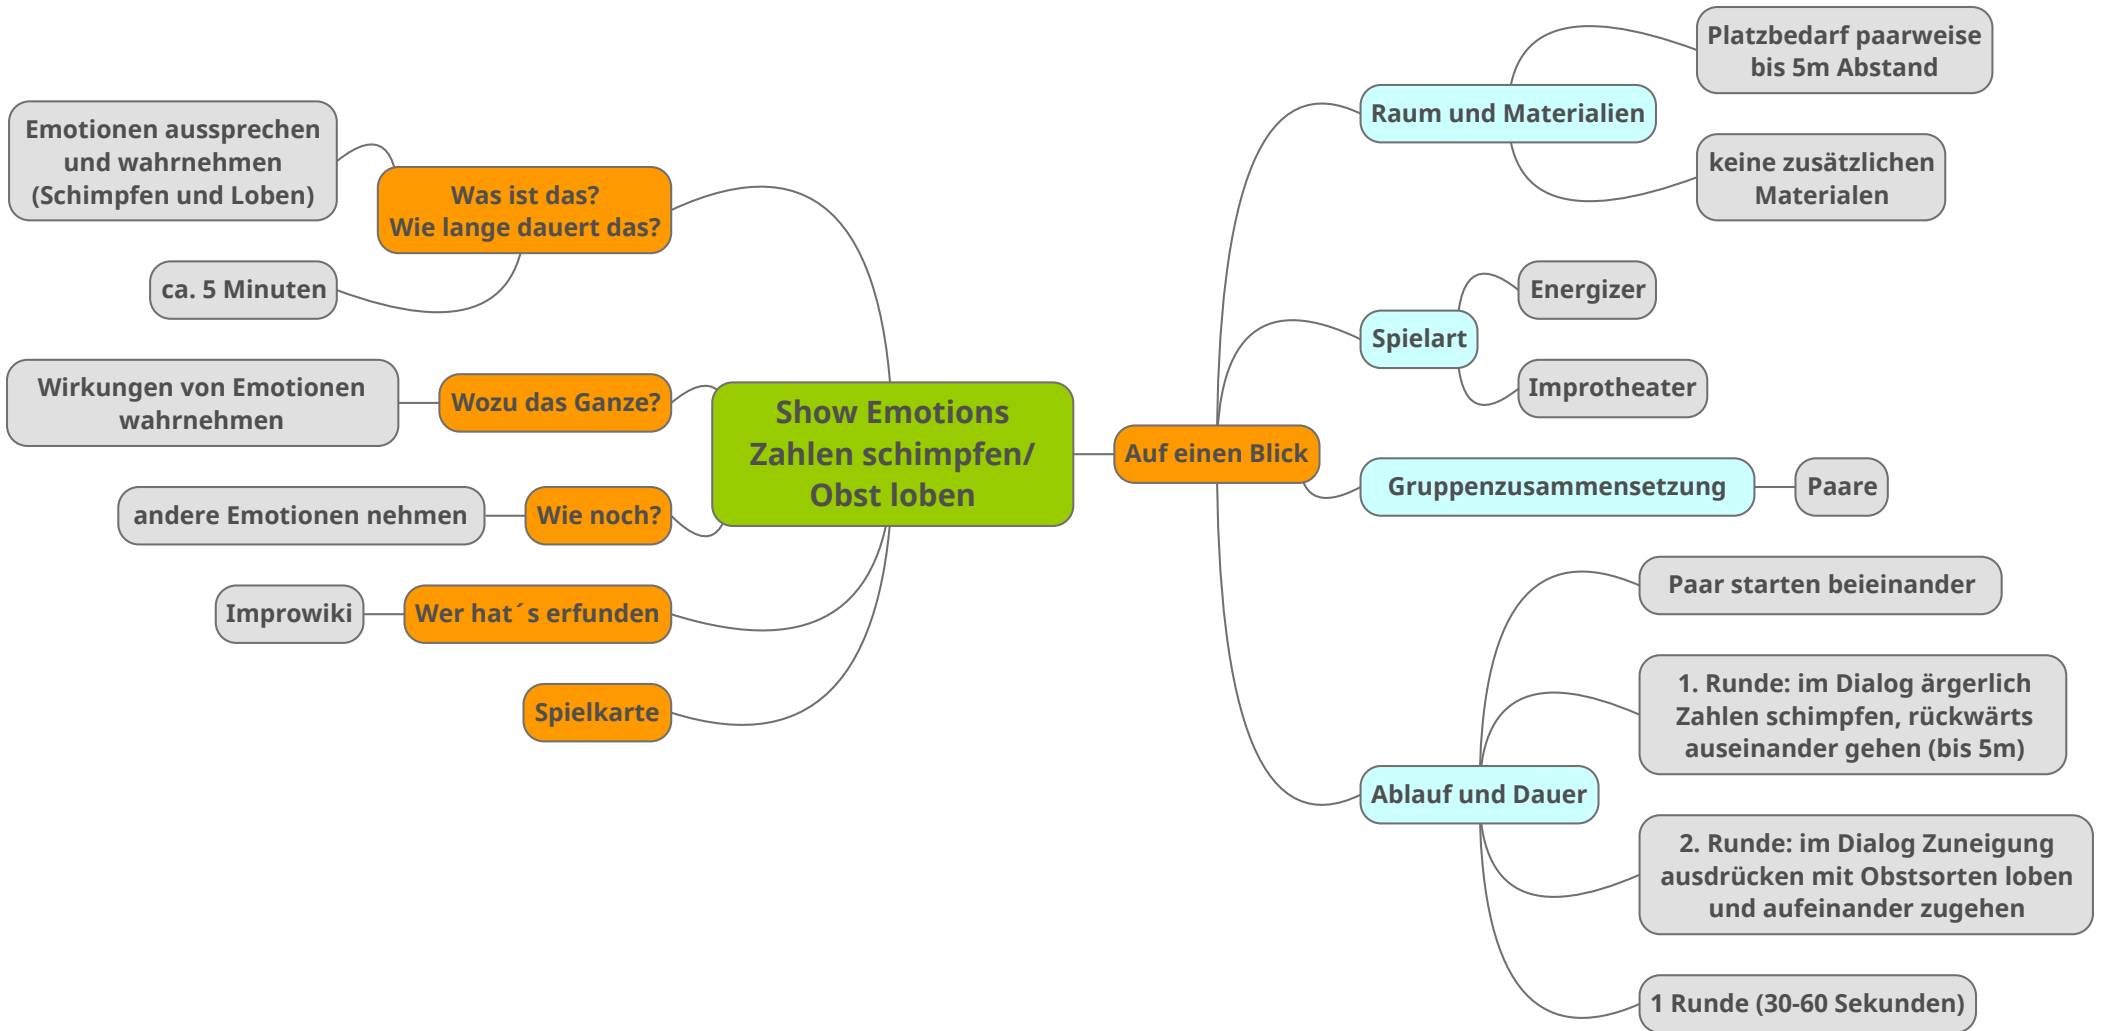 Show Emotions
Zahlen schimpfen/
Obst loben
Was ist das?
Wie lange dauert das?
Emotionen aussprechen
und wahrnehmen
(Schimpfen und Loben)
ca. 5 Minuten
Wozu das Ganze?
Wirkungen von Emotionen
wahrnehmen
Wie noch?
andere Emotionen nehmen
Wer hat´s erfunden
Improwiki
Spielkarte
Auf einen Blick
Raum und Materialien
Platzbedarf paarweise
bis 5m Abstand
keine zusätzlichen
Materialen
Spielart
Energizer
Improtheater
Gruppenzusammensetzung
Paare
Ablauf und Dauer
Paar starten beieinander
1. Runde: im Dialog ärgerlich
Zahlen schimpfen, rückwärts
auseinander gehen (bis 5m)
2. Runde: im Dialog Zuneigung
ausdrücken mit Obstsorten loben
und aufeinander zugehen
1 Runde (30-60 Sekunden)